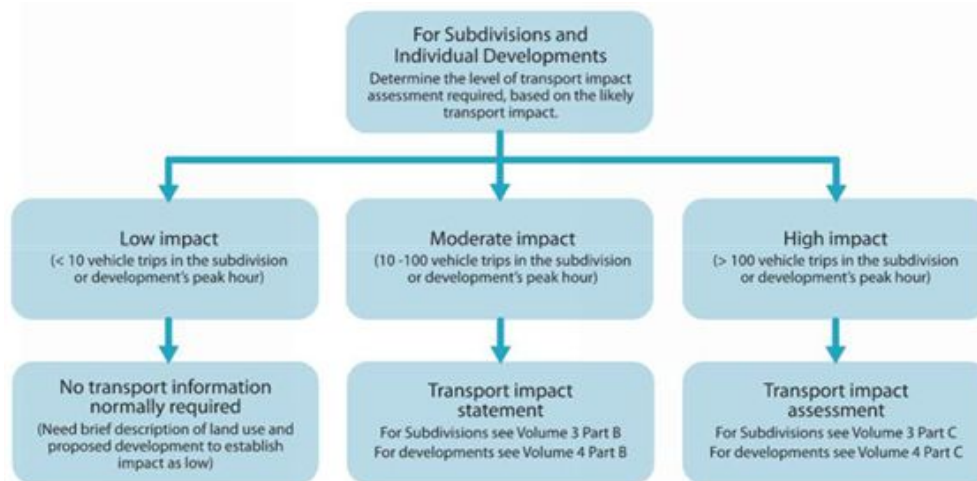 For Subdivisions and
Individual Developments
Determine the level of transport impact
assessment required, based on the likely
transport impact.
Low impact
(< 10 vehicle trips in the subdivision
or development's peak hour)
Moderate impact
(10 -100 vehicle trips in the subdivision
or development's peak hour)
High impact
(> 100 vehicle trips in the subdivision
or development's peak hour)
No transport information
normally required
(Need brief description of land use and
proposed development to establish
impact as low)
Transport impact
statement
For Subdivisions see Volume 3 Part B
For developments see Volume 4 Part B
Transport impact
assessment
For Subdivisions see Volume 3 Part C
For developments see Volume 4 Part C